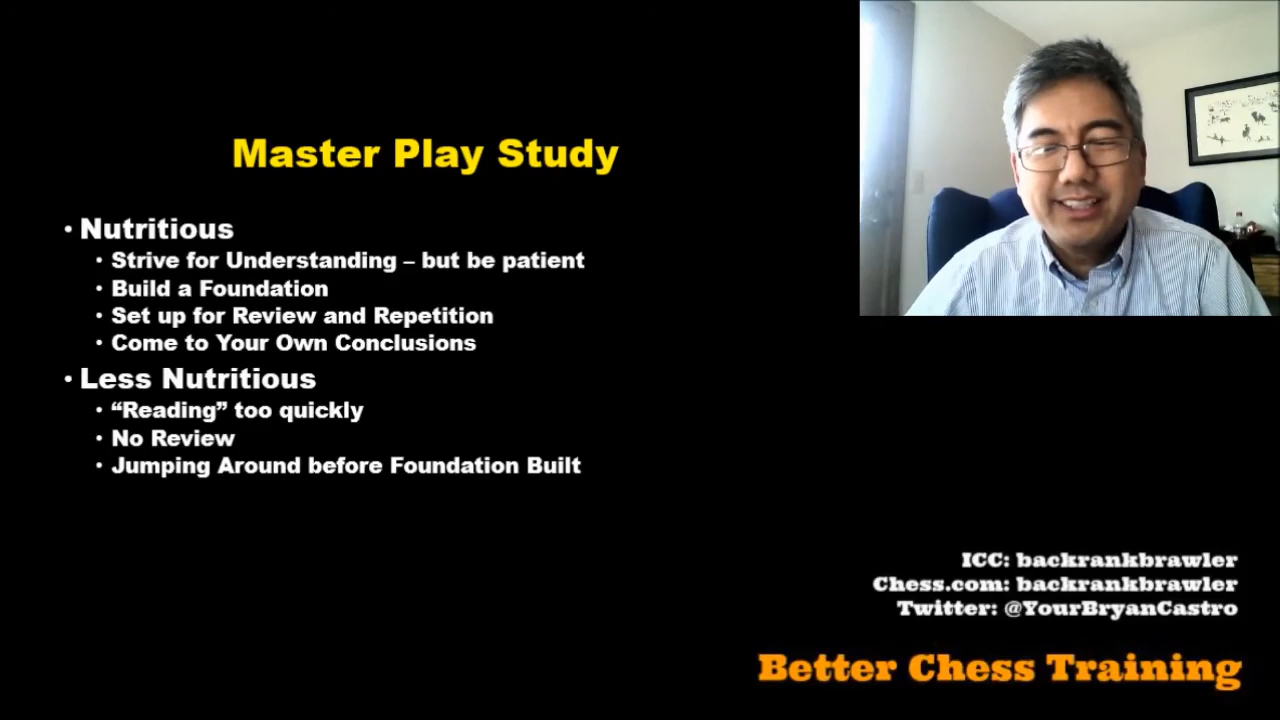 Master Play Study
• Nutritious
• Strive for Understanding – but be patient
• Build a Foundation
• Set up for Review and Repetition
• Come to Your Own Conclusions
• Less Nutritious
• “Reading” too quickly
• No Review
• Jumping Around before Foundation Built
ICC: backrankbrawler
Chess.com: backrankbrawler
Twitter: @YourBryanCastro
Better Chess Training